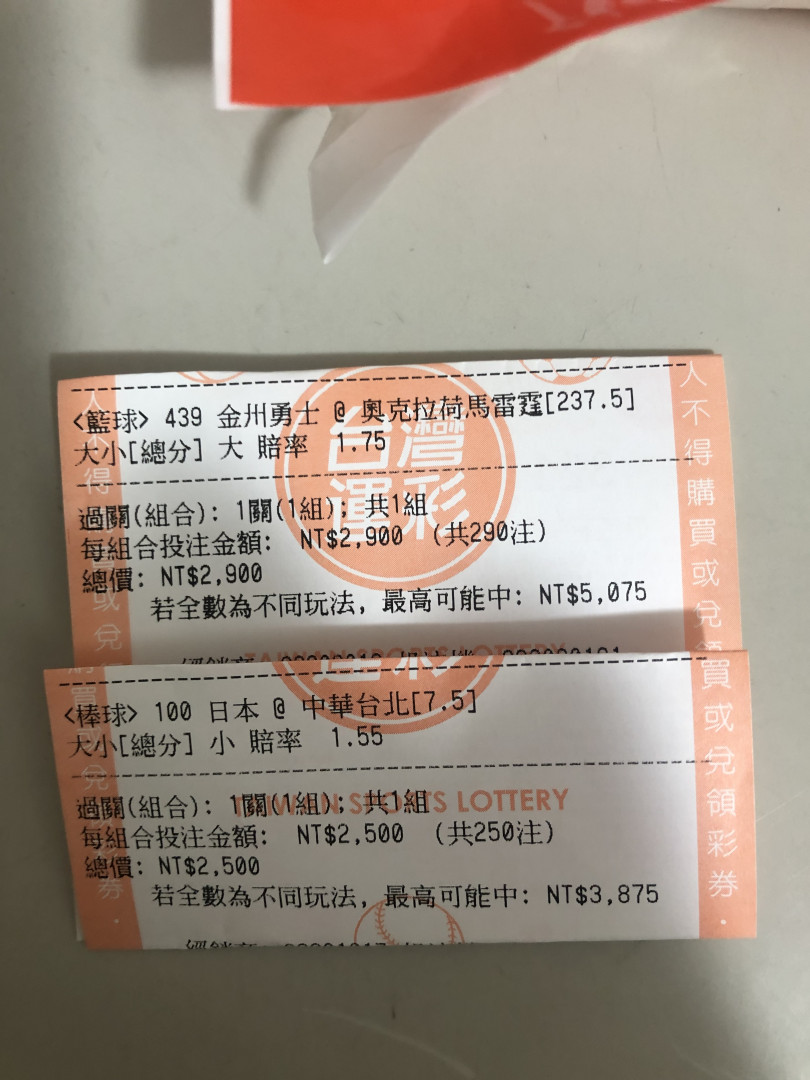 <籃球> 439 金州勇士 @ 奧克拉荷馬雷霆[237.5]
大小[總分] 大 賠率 1.75
台灣運彩
過關(組合): 1關(1組); 共1組
每組合投注金額: NT$2,900 (共290注)
總價: NT$2,900
若全數為不同玩法, 最高可能中: NT$5,075
人不得購買或兌領
<棒球> 100 日本 @ 中華台北[7.5]
大小[總分] 小 賠率 1.55
TAIWAN SPORTS LOTTERY
過關(組合): 1關(1組); 共1組
每組合投注金額: NT$2,500 (共250注)
總價: NT$2,500
若全數為不同玩法, 最高可能中: NT$3,875
買或兌領彩券.